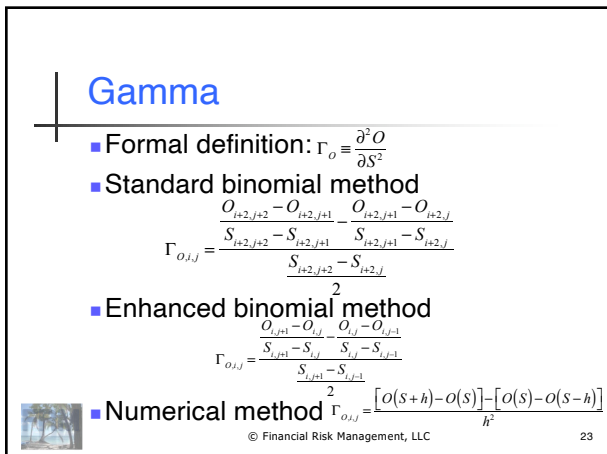 Gamma
Formal definition: Γ_O ≡ ∂²O / ∂S²
Standard binomial method
Γ_{O,i,j} = ((O_{i+2,j+2} − O_{i+2,j+1}) / (S_{i+2,j+2} − S_{i+2,j+1}) − (O_{i+2,j+1} − O_{i+2,j}) / (S_{i+2,j+1} − S_{i+2,j})) / ((S_{i+2,j+2} − S_{i+2,j}) / 2)
Enhanced binomial method
Γ_{O,i,j} = ((O_{i,j+1} − O_{i,j}) / (S_{i,j+1} − S_{i,j}) − (O_{i,j} − O_{i,j−1}) / (S_{i,j} − S_{i,j−1})) / ((S_{i,j+1} − S_{i,j−1}) / 2)
Numerical method Γ_{O,i,j} = ([O(S+h) − O(S)] − [O(S) − O(S−h)]) / h²
© Financial Risk Management, LLC 23